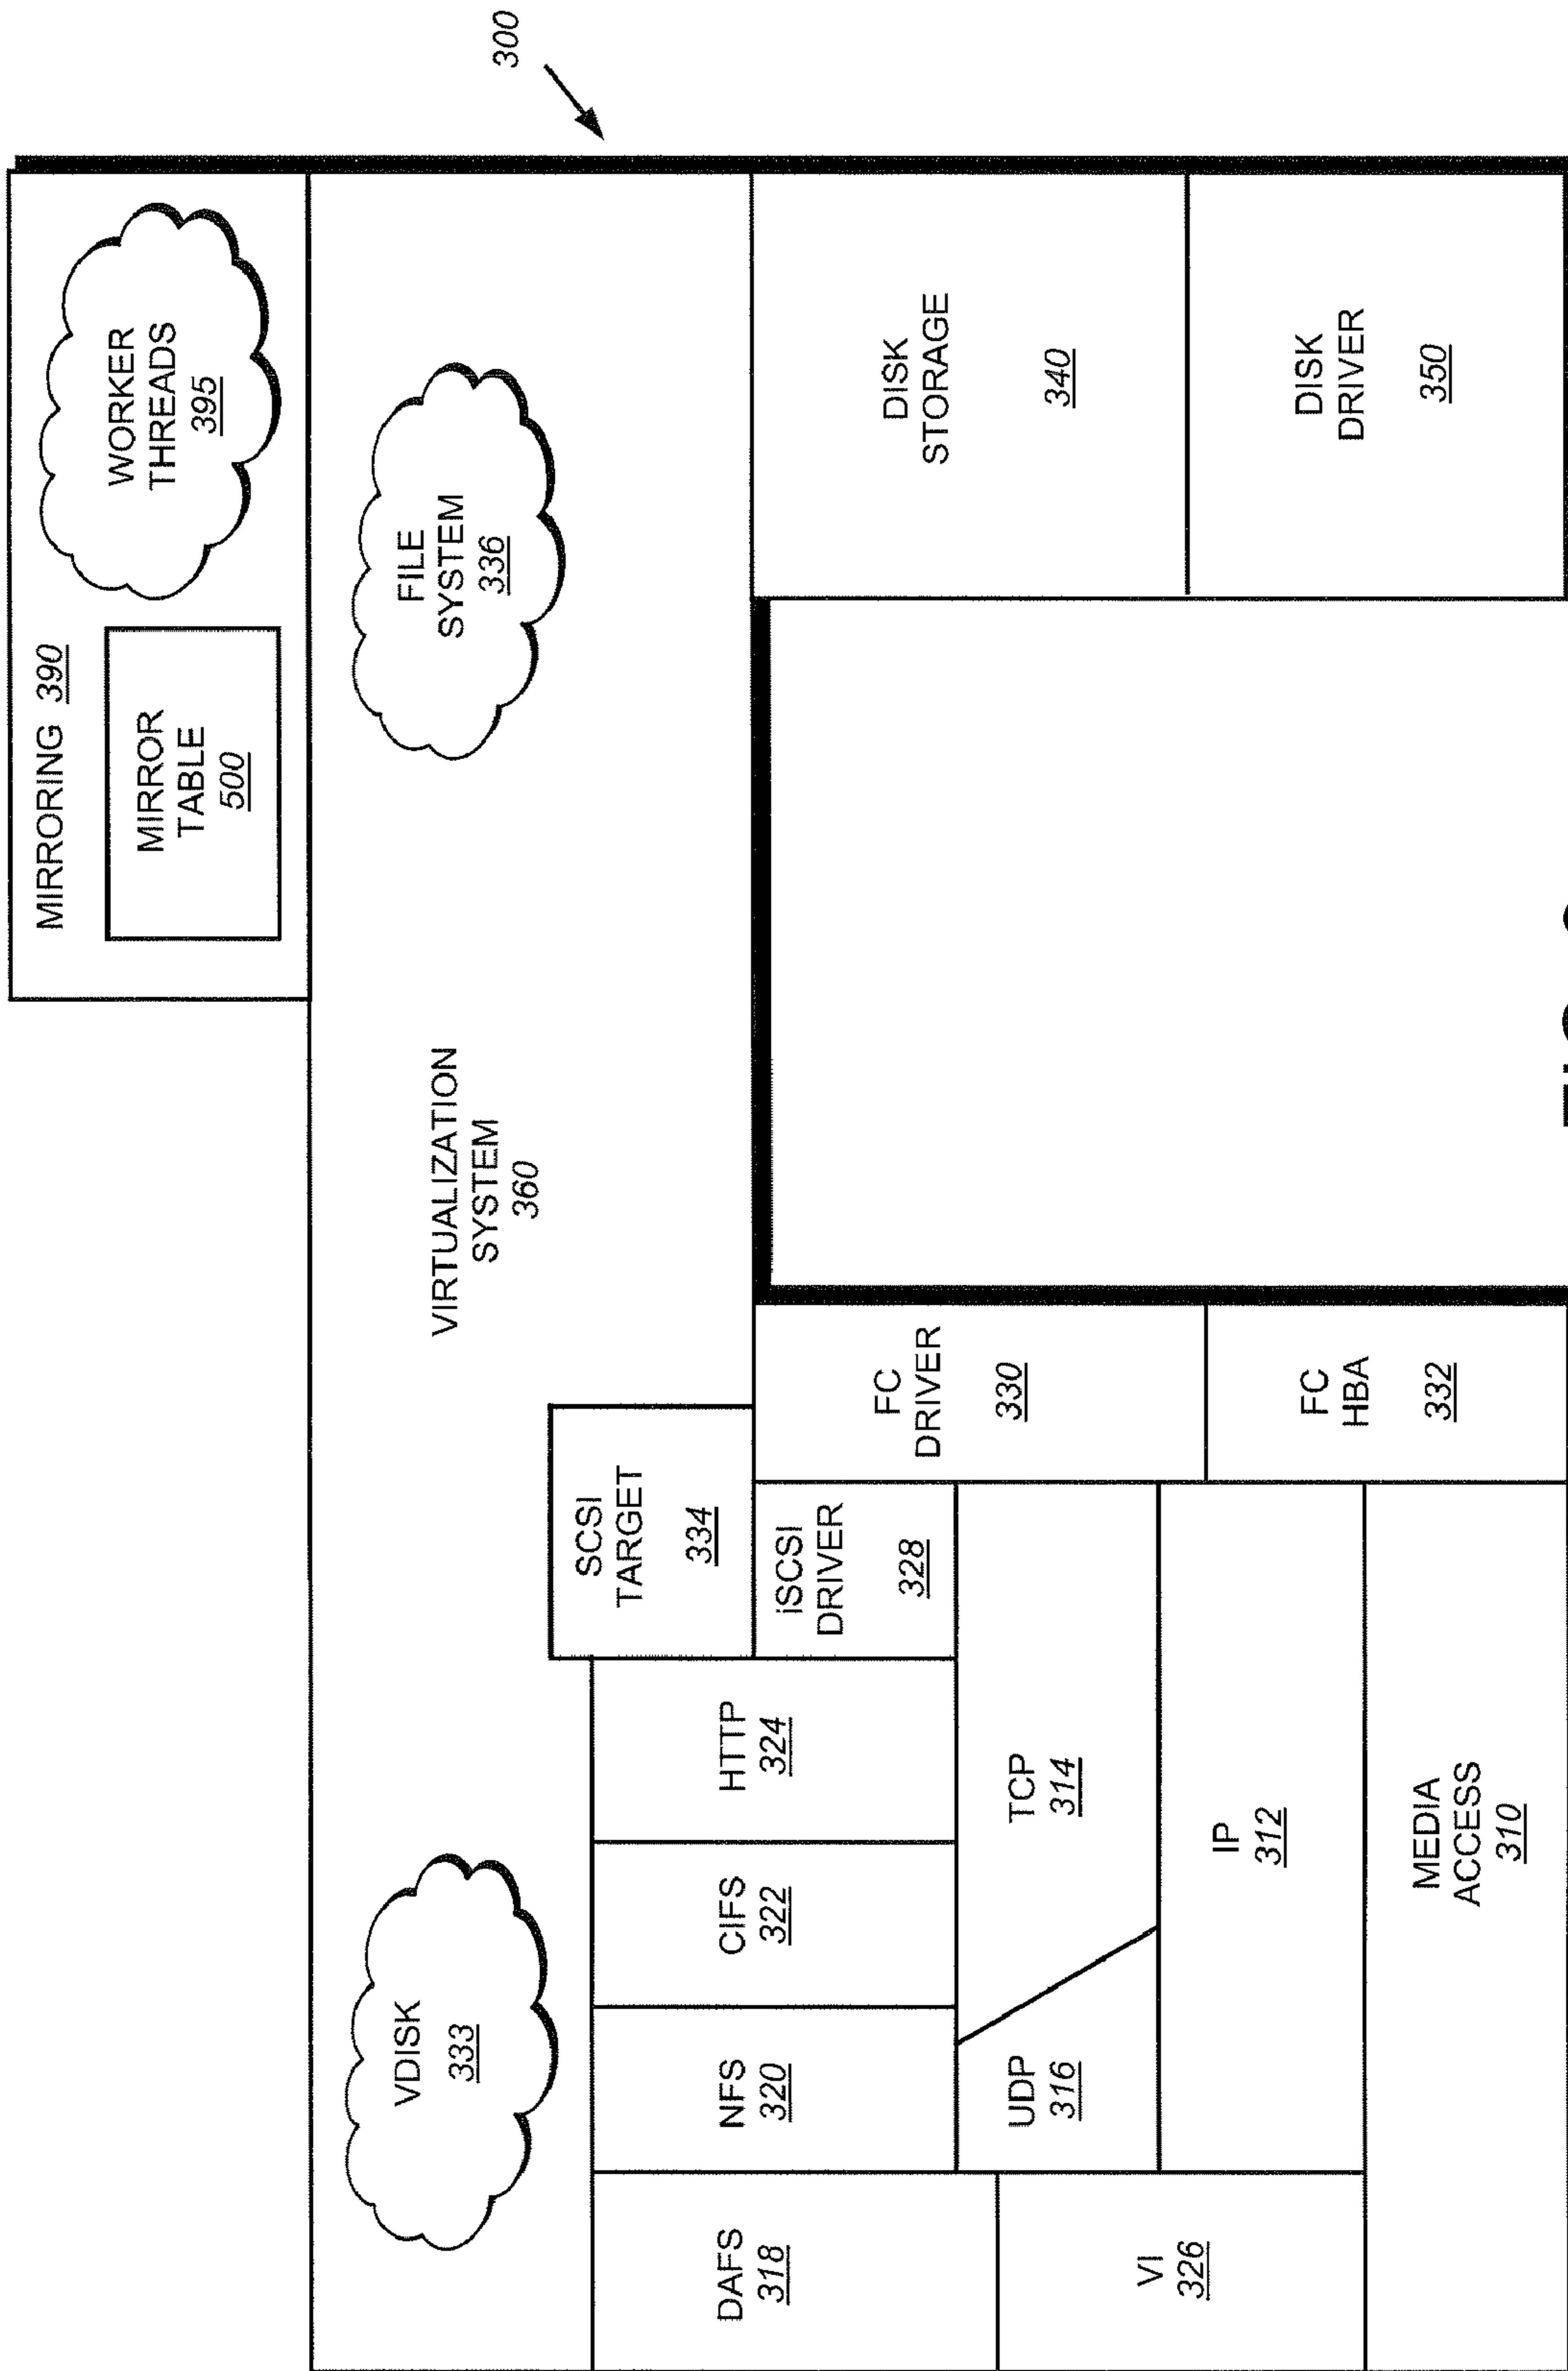 300
MIRRORING 390
MIRROR
TABLE
500
WORKER
THREADS
395
VIRTUALIZATION
SYSTEM
360
VDISK
333
FILE
SYSTEM
336
SCSI
TARGET
334
DAFS
318
NFS
320
CIFS
322
HTTP
324
iSCSI
DRIVER
328
FC
DRIVER
330
DISK
STORAGE
340
UDP
316
TCP
314
VI
326
IP
312
FC
HBA
332
DISK
DRIVER
350
MEDIA
ACCESS
310